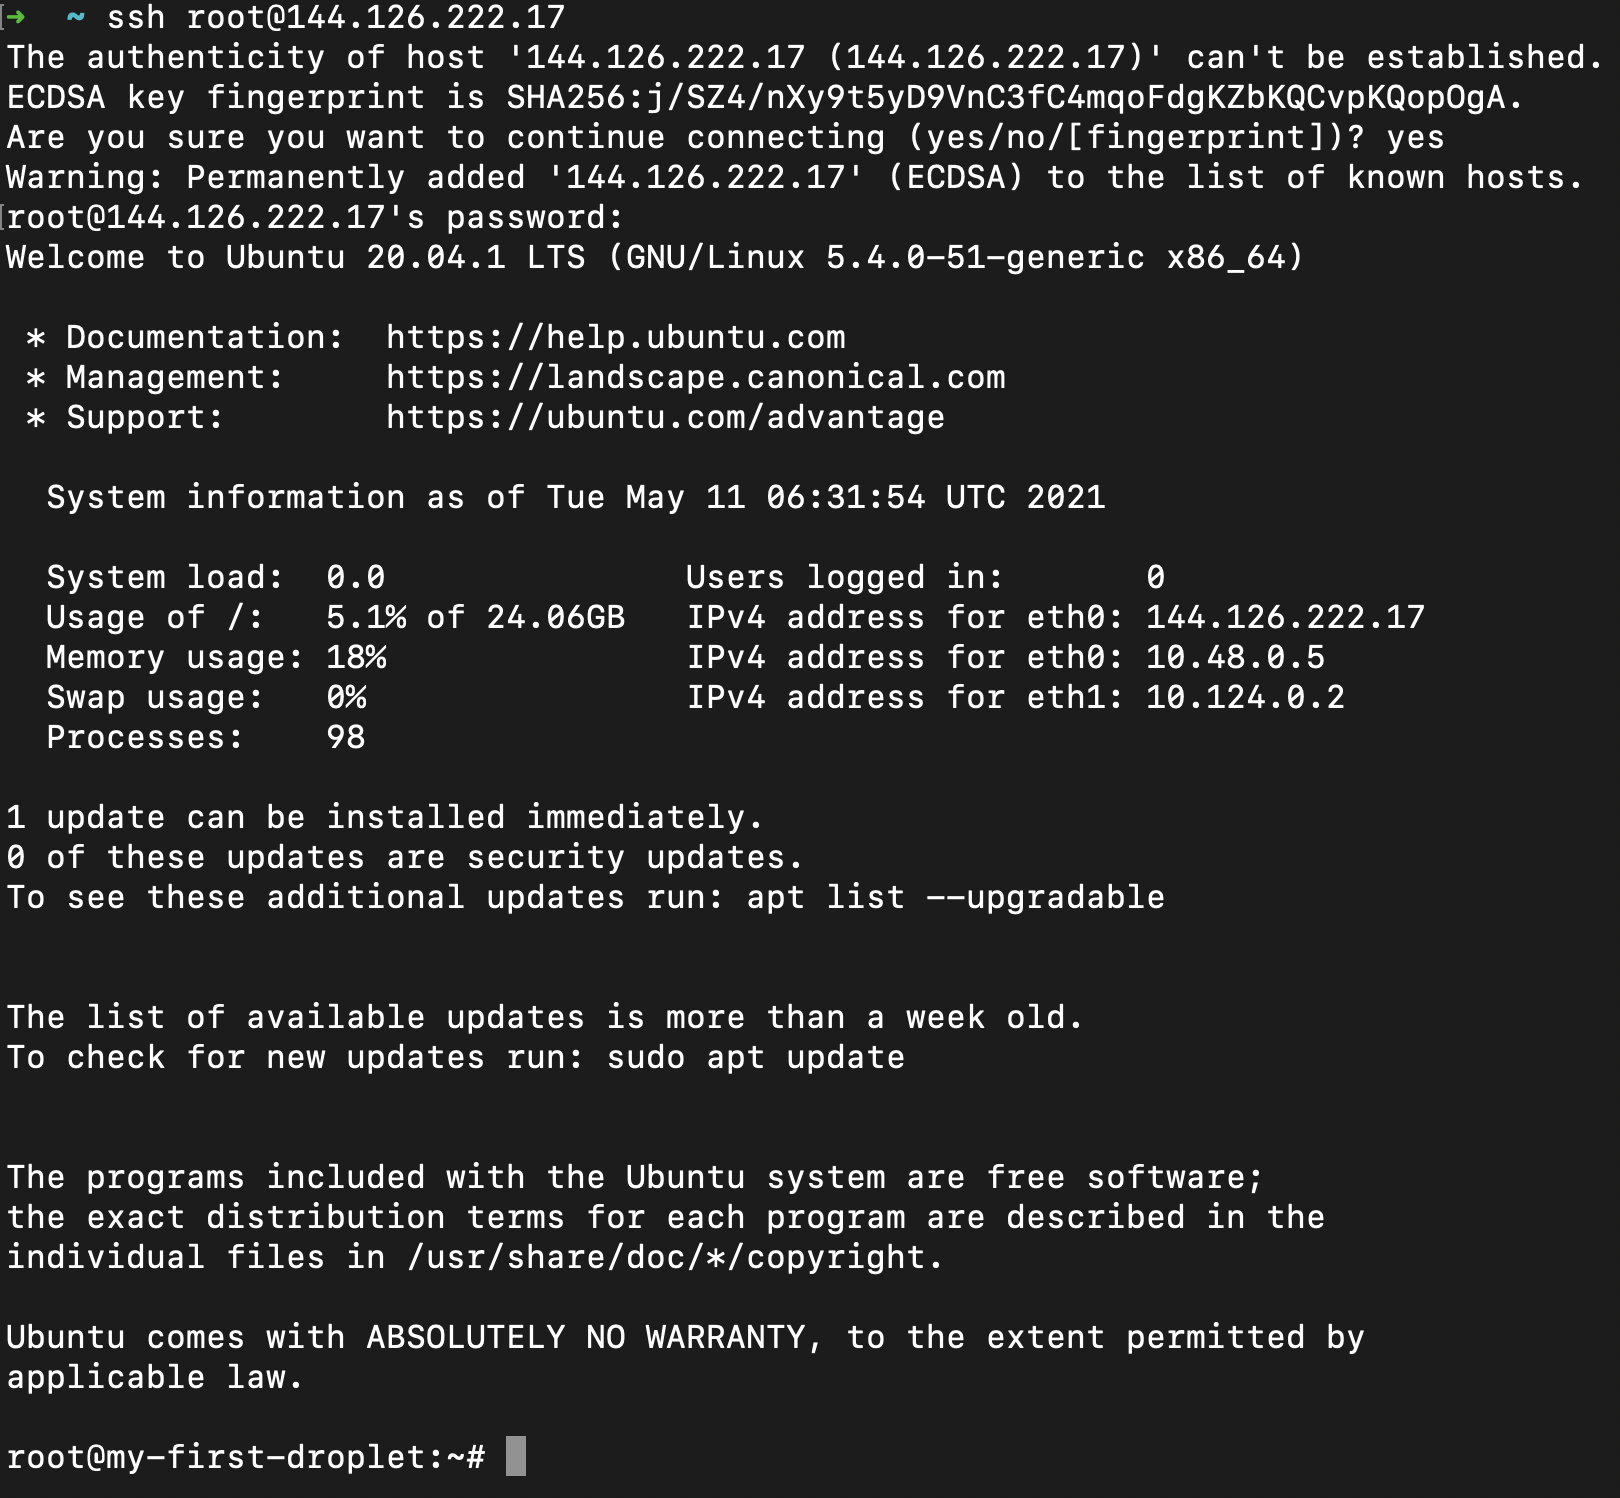 ➜  ~ ssh root@144.126.222.17
The authenticity of host '144.126.222.17 (144.126.222.17)' can't be established.
ECDSA key fingerprint is SHA256:j/SZ4/nXy9t5yD9VnC3fC4mqoFdgKZbKQCvpKQopOgA.
Are you sure you want to continue connecting (yes/no/[fingerprint])? yes
Warning: Permanently added '144.126.222.17' (ECDSA) to the list of known hosts.
root@144.126.222.17's password:
Welcome to Ubuntu 20.04.1 LTS (GNU/Linux 5.4.0-51-generic x86_64)

 * Documentation:  https://help.ubuntu.com
 * Management:     https://landscape.canonical.com
 * Support:        https://ubuntu.com/advantage

  System information as of Tue May 11 06:31:54 UTC 2021

  System load:  0.0               Users logged in:       0
  Usage of /:   5.1% of 24.06GB   IPv4 address for eth0: 144.126.222.17
  Memory usage: 18%               IPv4 address for eth0: 10.48.0.5
  Swap usage:   0%                IPv4 address for eth1: 10.124.0.2
  Processes:    98

1 update can be installed immediately.
0 of these updates are security updates.
To see these additional updates run: apt list --upgradable

The list of available updates is more than a week old.
To check for new updates run: sudo apt update

The programs included with the Ubuntu system are free software;
the exact distribution terms for each program are described in the
individual files in /usr/share/doc/*/copyright.

Ubuntu comes with ABSOLUTELY NO WARRANTY, to the extent permitted by
applicable law.

root@my-first-droplet:~#